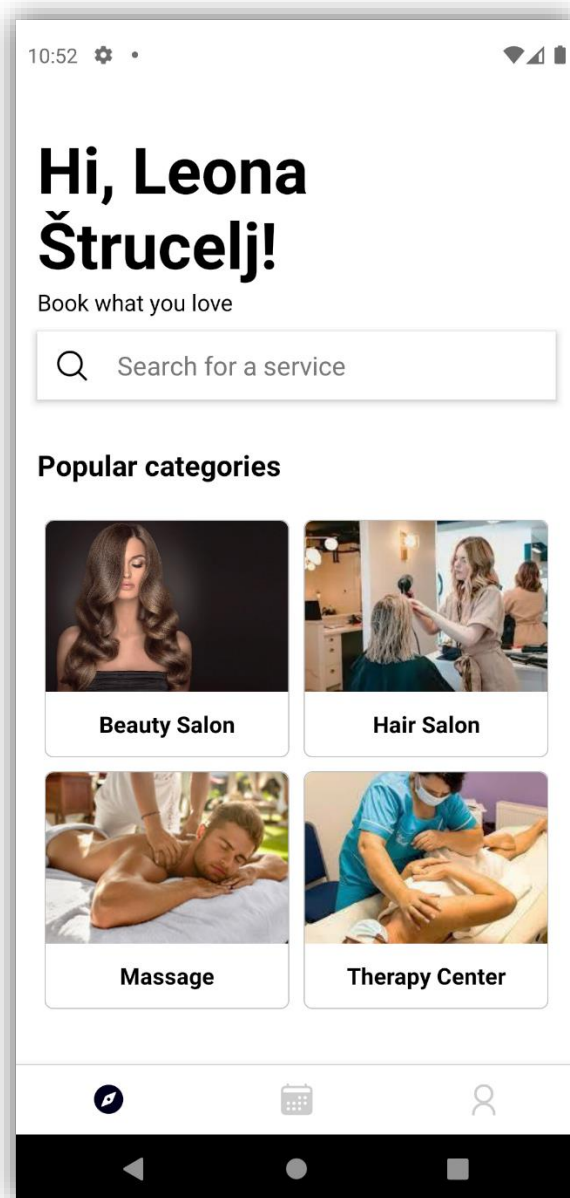 10:52
Hi, Leona
Štrucelj!
Book what you love
Search for a service
Popular categories
Beauty Salon
Hair Salon
Massage
Therapy Center